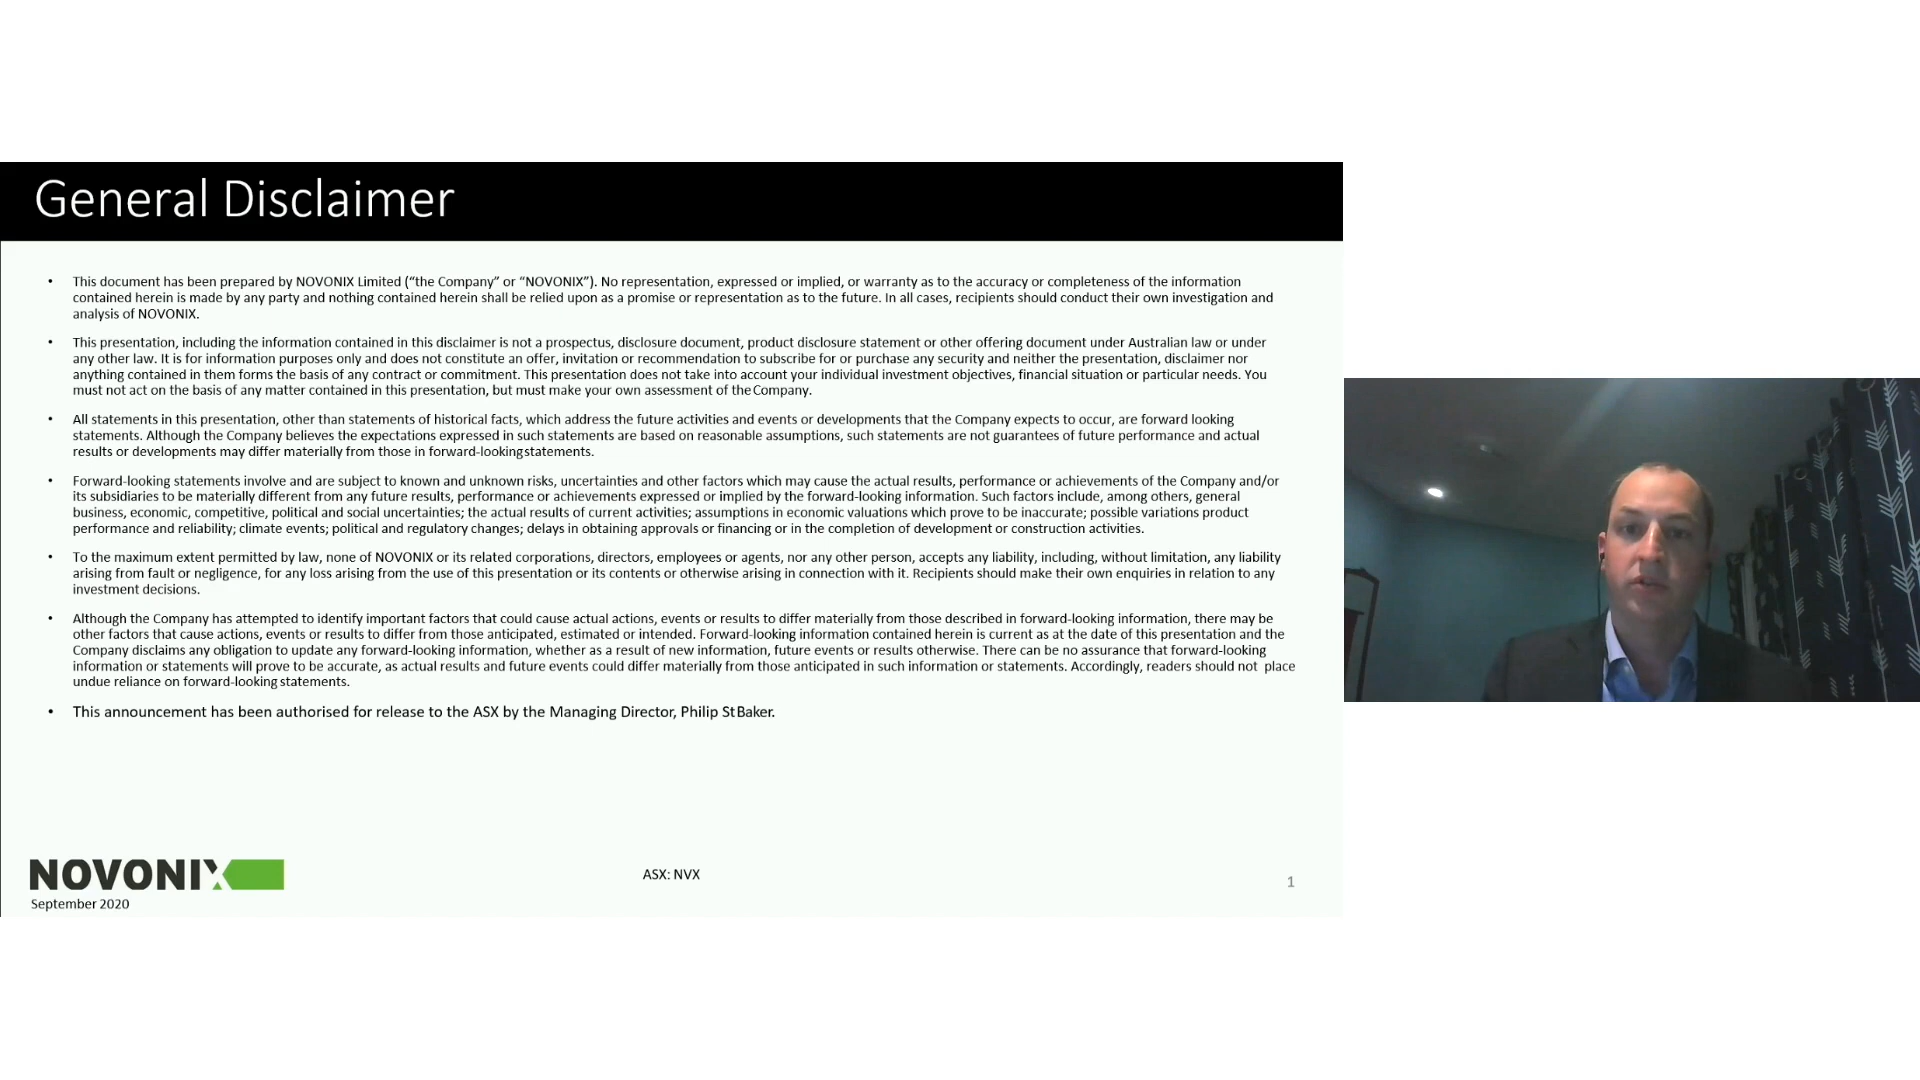 General Disclaimer
• This document has been prepared by NOVONIX Limited (“the Company” or “NOVONIX”). No representation, expressed or implied, or warranty as to the accuracy or completeness of the information
contained herein is made by any party and nothing contained herein shall be relied upon as a promise or representation as to the future. In all cases, recipients should conduct their own investigation and
analysis of NOVONIX.
• This presentation, including the information contained in this disclaimer is not a prospectus, disclosure document, product disclosure statement or other offering document under Australian law or under
any other law. It is for information purposes only and does not constitute an offer, invitation or recommendation to subscribe for or purchase any security and neither the presentation, disclaimer nor
anything contained in them forms the basis of any contract or commitment. This presentation does not take into account your individual investment objectives, financial situation or particular needs. You
must not act on the basis of any matter contained in this presentation, but must make your own assessment of the Company.
• All statements in this presentation, other than statements of historical facts, which address the future activities and events or developments that the Company expects to occur, are forward looking
statements. Although the Company believes the expectations expressed in such statements are based on reasonable assumptions, such statements are not guarantees of future performance and actual
results or developments may differ materially from those in forward-looking statements.
• Forward-looking statements involve and are subject to known and unknown risks, uncertainties and other factors which may cause the actual results, performance or achievements of the Company and/or
its subsidiaries to be materially different from any future results, performance or achievements expressed or implied by the forward-looking information. Such factors include, among others, general
business, economic, competitive, political and social uncertainties; the actual results of current activities; assumptions in economic valuations which prove to be inaccurate; possible variations product
performance and reliability; climate events; political and regulatory changes; delays in obtaining approvals or financing or in the completion of development or construction activities.
• To the maximum extent permitted by law, none of NOVONIX or its related corporations, directors, employees or agents, nor any other person, accepts any liability, including, without limitation, any liability
arising from fault or negligence, for any loss arising from the use of this presentation or its contents or otherwise arising in connection with it. Recipients should make their own enquiries in relation to any
investment decisions.
• Although the Company has attempted to identify important factors that could cause actual actions, events or results to differ materially from those described in forward-looking information, there may be
other factors that cause actions, events or results to differ from those anticipated, estimated or intended. Forward-looking information contained herein is current as at the date of this presentation and the
Company disclaims any obligation to update any forward-looking information, whether as a result of new information, future events or results otherwise. There can be no assurance that forward-looking
information or statements will prove to be accurate, as actual results and future events could differ materially from those anticipated in such information or statements. Accordingly, readers should not place
undue reliance on forward-looking statements.
• This announcement has been authorised for release to the ASX by the Managing Director, Philip St Baker.
NOVONIX
ASX: NVX
1
September 2020